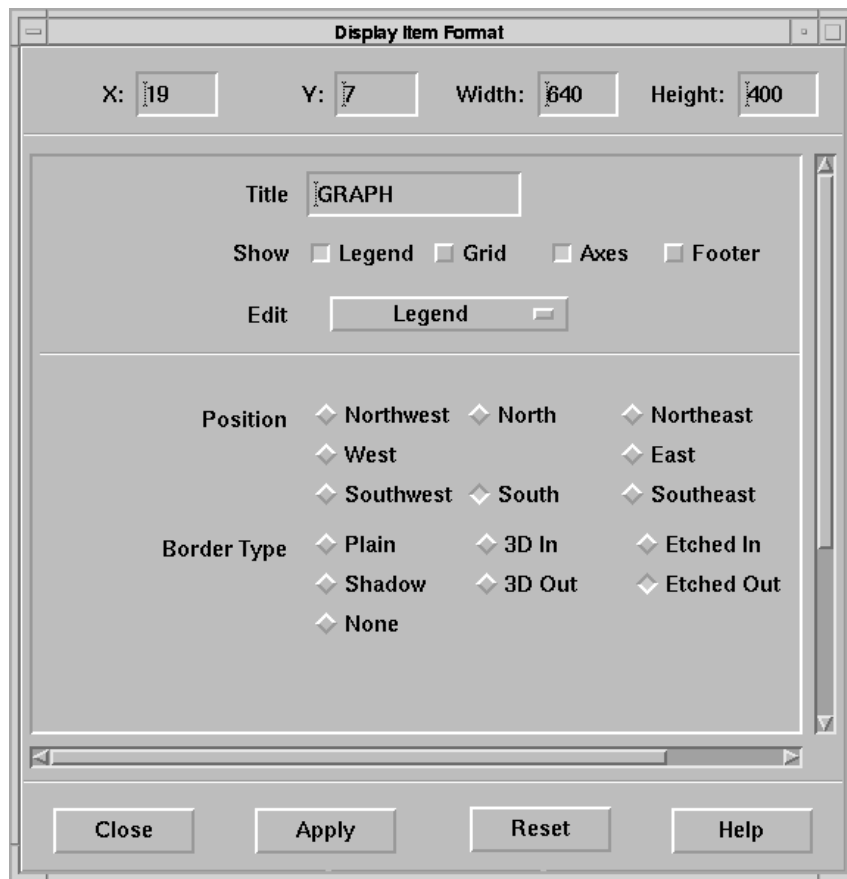 Display Item Format
X: 19 Y: 7 Width: 640 Height: 400
Title GRAPH
Show Legend Grid Axes Footer
Edit Legend
Position Northwest North Northeast
West East
Southwest South Southeast
Border Type Plain 3D In Etched In
Shadow 3D Out Etched Out
None
Close Apply Reset Help